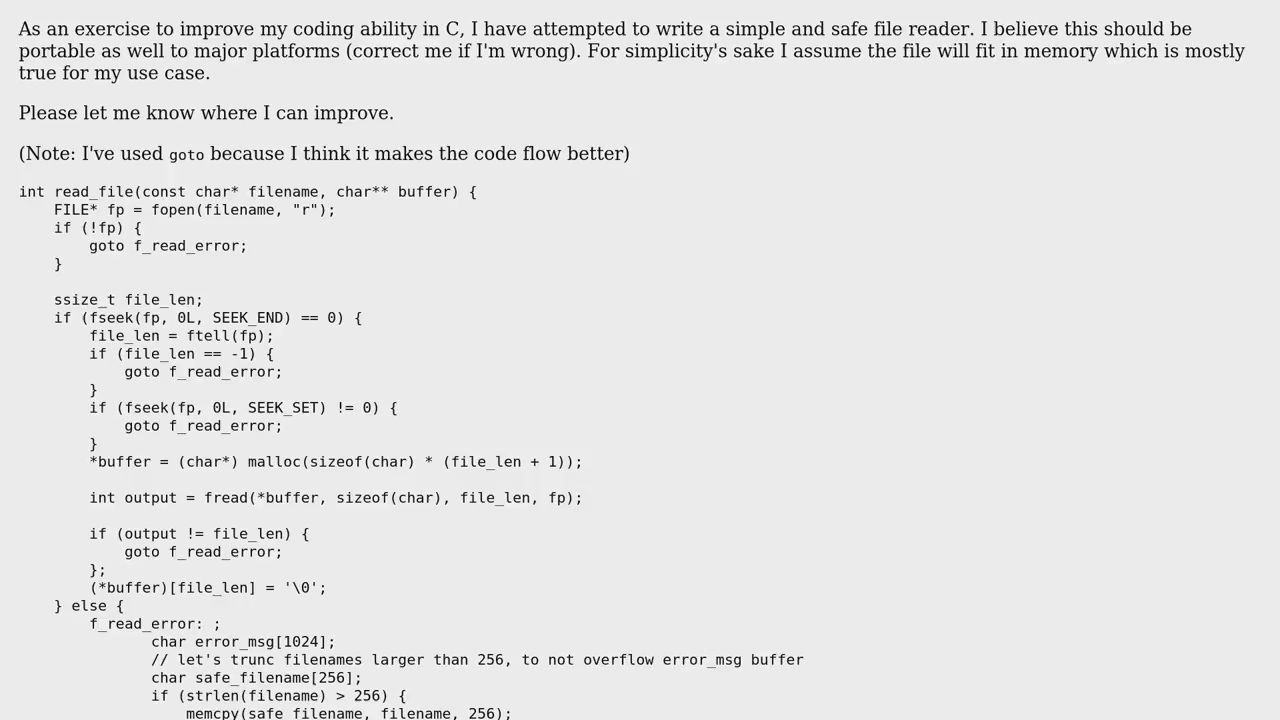 As an exercise to improve my coding ability in C, I have attempted to write a simple and safe file reader. I believe this should be
portable as well to major platforms (correct me if I'm wrong). For simplicity's sake I assume the file will fit in memory which is mostly
true for my use case.
Please let me know where I can improve.
(Note: I've used goto because I think it makes the code flow better)
int read_file(const char* filename, char** buffer) {
    FILE* fp = fopen(filename, "r");
    if (!fp) {
        goto f_read_error;
    }
    ssize_t file_len;
    if (fseek(fp, 0L, SEEK_END) == 0) {
        file_len = ftell(fp);
        if (file_len == -1) {
            goto f_read_error;
        }
        if (fseek(fp, 0L, SEEK_SET) != 0) {
            goto f_read_error;
        }
        *buffer = (char*) malloc(sizeof(char) * (file_len + 1));
        int output = fread(*buffer, sizeof(char), file_len, fp);
        if (output != file_len) {
            goto f_read_error;
        };
        (*buffer)[file_len] = '\0';
    } else {
        f_read_error: ;
               char error_msg[1024];
               // let's trunc filenames larger than 256, to not overflow error_msg buffer
               char safe_filename[256];
               if (strlen(filename) > 256) {
                   memcpy(safe_filename, filename, 256);